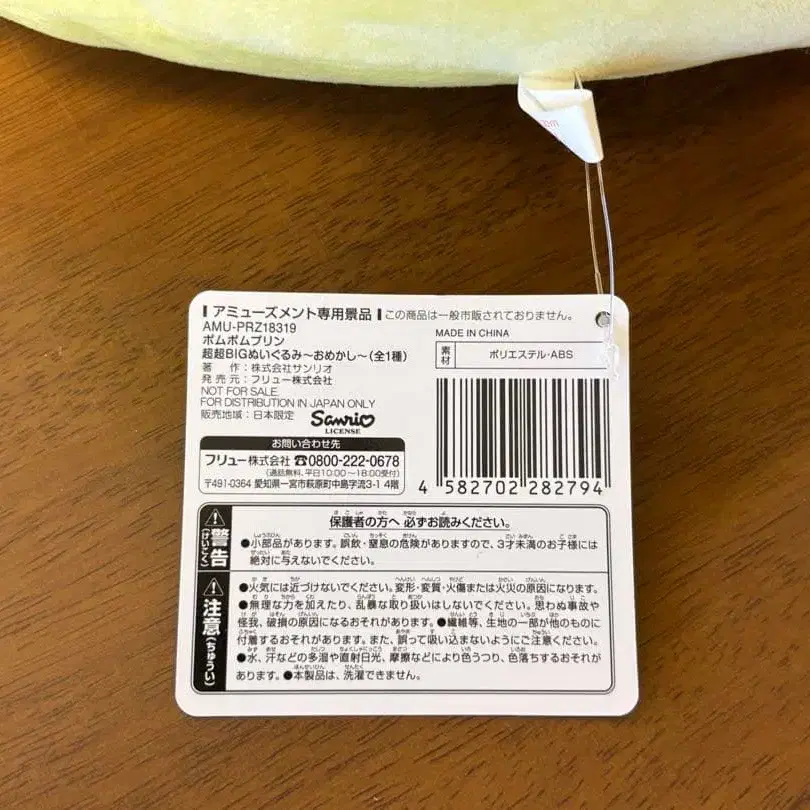 アミューズメント専用景品 この商品は一般市販されておりません。
AMU-PRZ18319
ポムポムプリン
超超BIGぬいぐるみ～おめかし～(全1種)
著 作：株式会社サンリオ
発 売 元：フリュー株式会社
NOT FOR SALE
FOR DISTRIBUTION IN JAPAN ONLY
販売地域：日本限定
Sanrio
LICENSE
お問い合わせ先
フリュー株式会社 ☎0800-222-0678
(通話無料、平日10:00～18:00受付)
〒491-0364 愛知県一宮市萩原町中島字流3-1 4階
MADE IN CHINA
素材 ポリエステル・ABS
4 582702 282794
保護者の方へ 必ずお読みください。
警告(けいこく)
●小部品があります。誤飲・窒息の危険がありますので、3才未満のお子様には
絶対に与えないでください。
注意(ちゅうい)
●火気には近づけないでください。変形・変質・火傷または火災の原因になります。
●無理な力を加えたり、乱暴な取り扱いはしないでください。思わぬ事故や
怪我、破損の原因になるおそれがあります。●繊維等、生地の一部が他のものに
付着するおそれがあります。また、誤って吸い込まないようにご注意ください。
●水、汗などの多湿や直射日光、摩擦などにより色うつり、色落ちするおそれが
あります。●本製品は、洗濯できません。